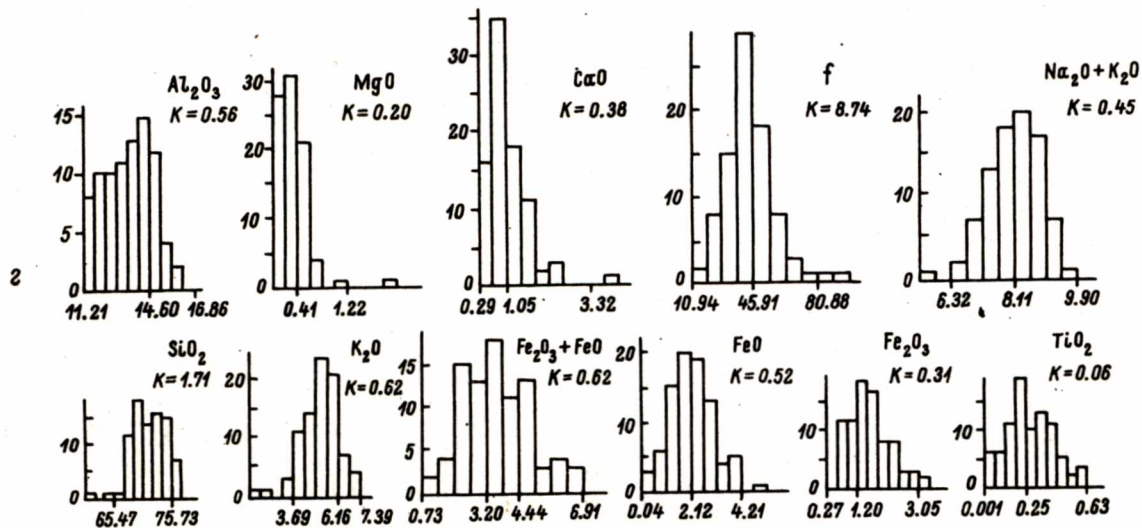 Al₂O₃
K=0.56
15
10
5
0
11.21 14.60 16.86
MgO
K=0.20
30
20
10
0
0.41 1.22
CaO
K=0.38
30
20
10
0
0.29 1.05 3.32
f
K=8.74
20
10
0
10.94 45.91 80.88
Na₂O+K₂O
K=0.45
20
10
0
6.32 8.11 9.90
г
SiO₂
K=1.71
10
0
65.47 75.73
K₂O
K=0.62
20
10
0
3.69 6.16 7.39
Fe₂O₃+FeO
K=0.62
15
10
5
0
0.73 3.20 4.44 6.91
FeO
K=0.52
20
10
0
0.04 2.12 4.21
Fe₂O₃
K=0.31
10
0
0.27 1.20 3.05
TiO₂
K=0.06
10
0
0.001 0.25 0.63